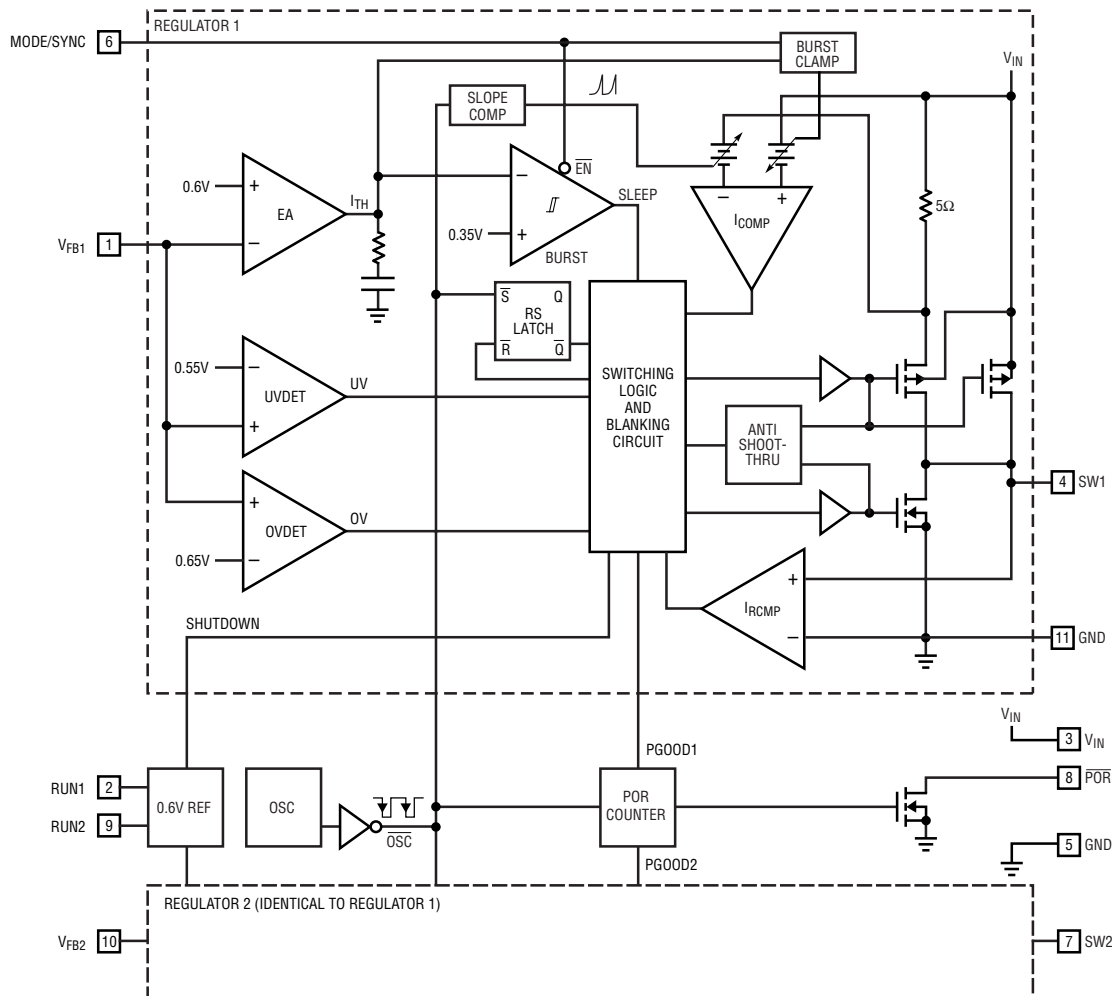 REGULATOR 1
MODE/SYNC 6
BURST
CLAMP
VIN
SLOPE
COMP
EN
0.6V
+
EA
−
ITH
VFB1 1
−
+
0.35V
BURST
SLEEP
−
+
ICOMP
5Ω
S
Q
RS
LATCH
R
Q
0.55V
−
UVDET
+
UV
SWITCHING
LOGIC
AND
BLANKING
CIRCUIT
ANTI
SHOOT-
THRU
4 SW1
+
OVDET
−
0.65V
OV
+
IRCMP
−
SHUTDOWN
11 GND
VIN
3 VIN
PGOOD1
RUN1 2
RUN2 9
0.6V REF
OSC
OSC
POR
COUNTER
8 POR
PGOOD2
5 GND
REGULATOR 2 (IDENTICAL TO REGULATOR 1)
VFB2 10
7 SW2